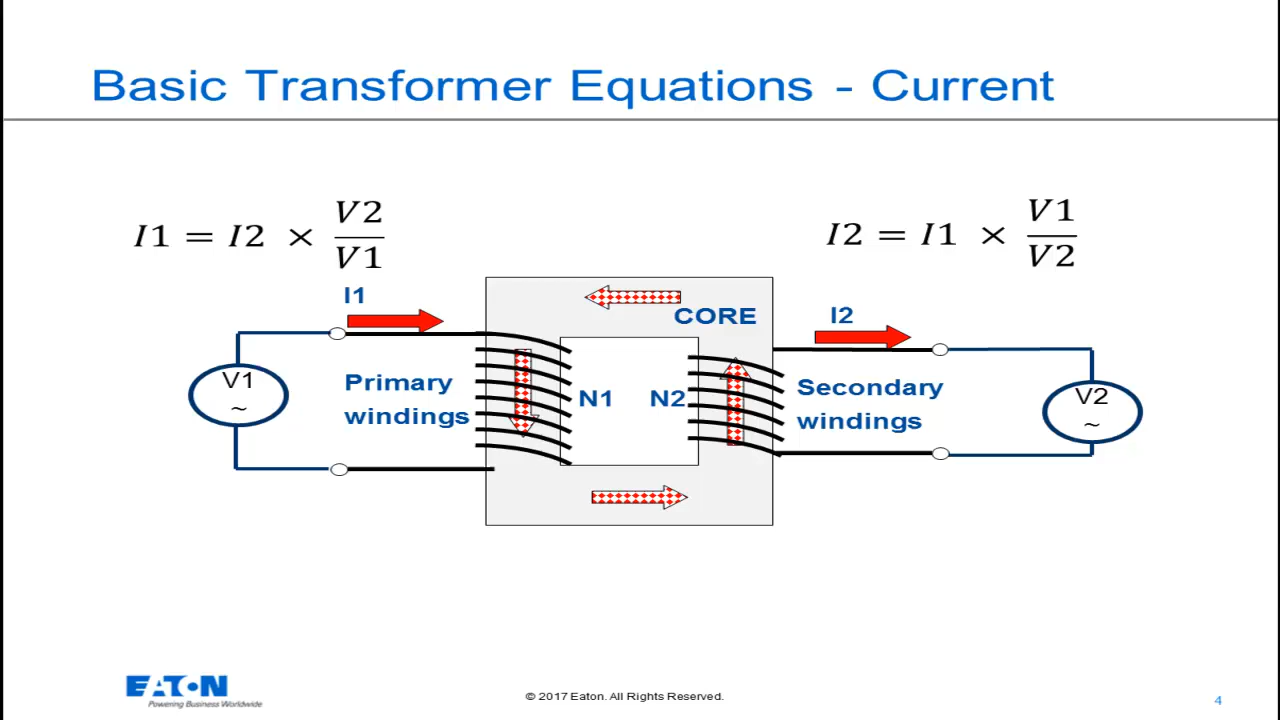 Basic Transformer Equations - Current
I1 = I2 × V2/V1
I2 = I1 × V1/V2
I1
CORE
I2
V1
~
Primary
windings
N1
N2
Secondary
windings
V2
~
EATON
Powering Business Worldwide
© 2017 Eaton. All Rights Reserved.
4